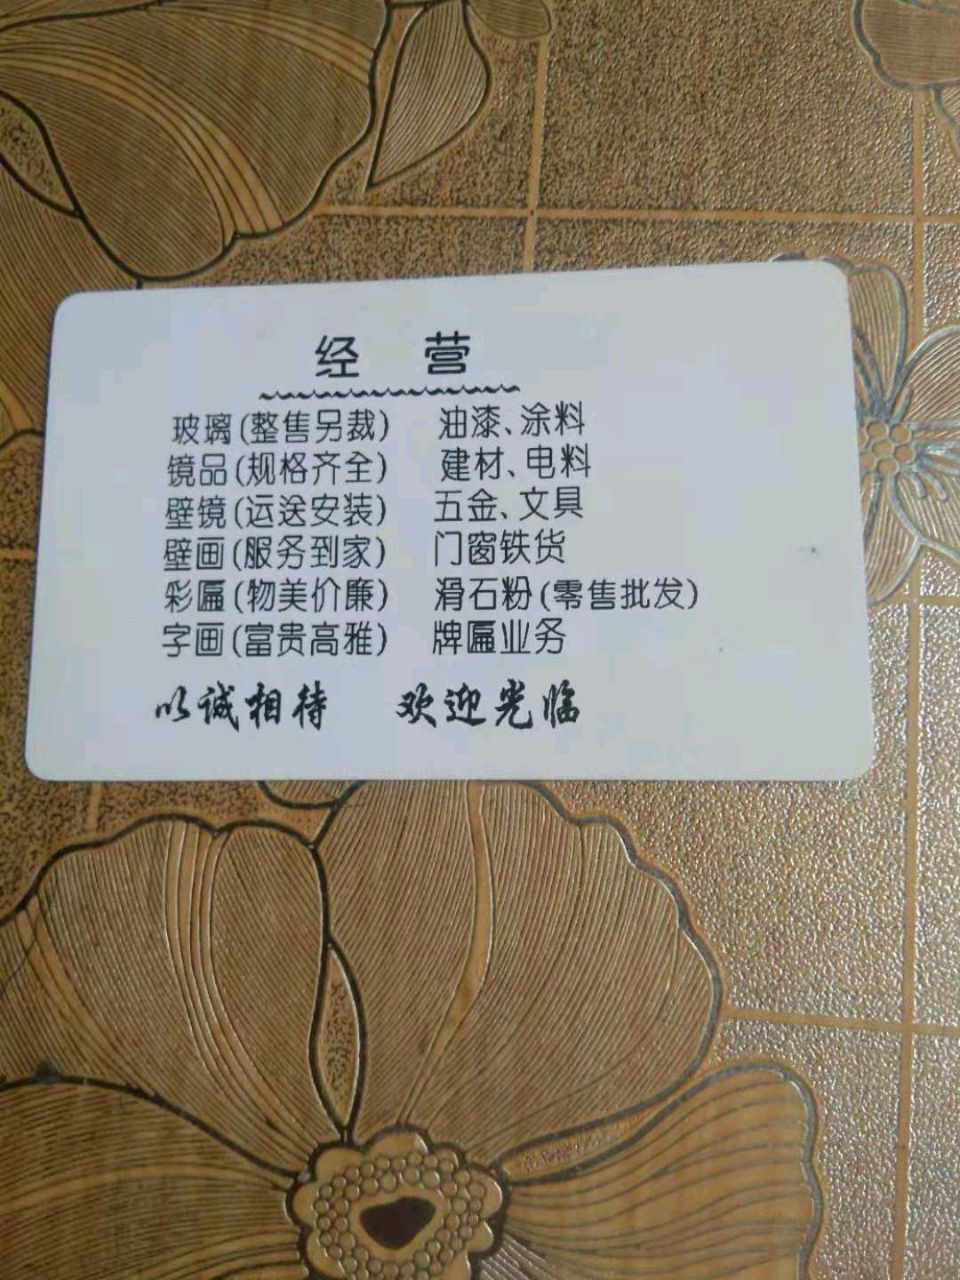 经 营
玻璃(整售另裁) 油漆、涂料
镜品(规格齐全) 建材、电料
壁镜(运送安装) 五金、文具
壁画(服务到家) 门窗铁货
彩匾(物美价廉) 滑石粉(零售批发)
字画(富贵高雅) 牌匾业务
以诚相待 欢迎光临